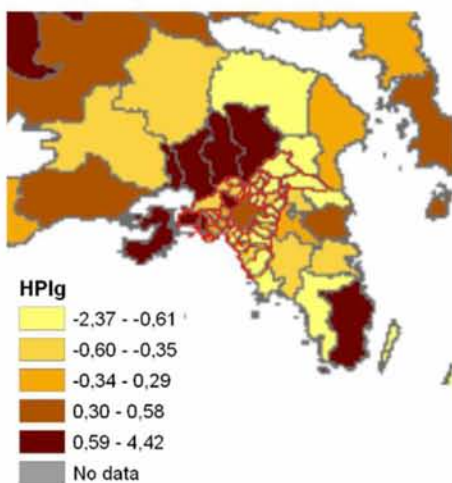 HPIg
-2,37 - -0,61
-0,60 - -0,35
-0,34 - 0,29
0,30 - 0,58
0,59 - 4,42
No data